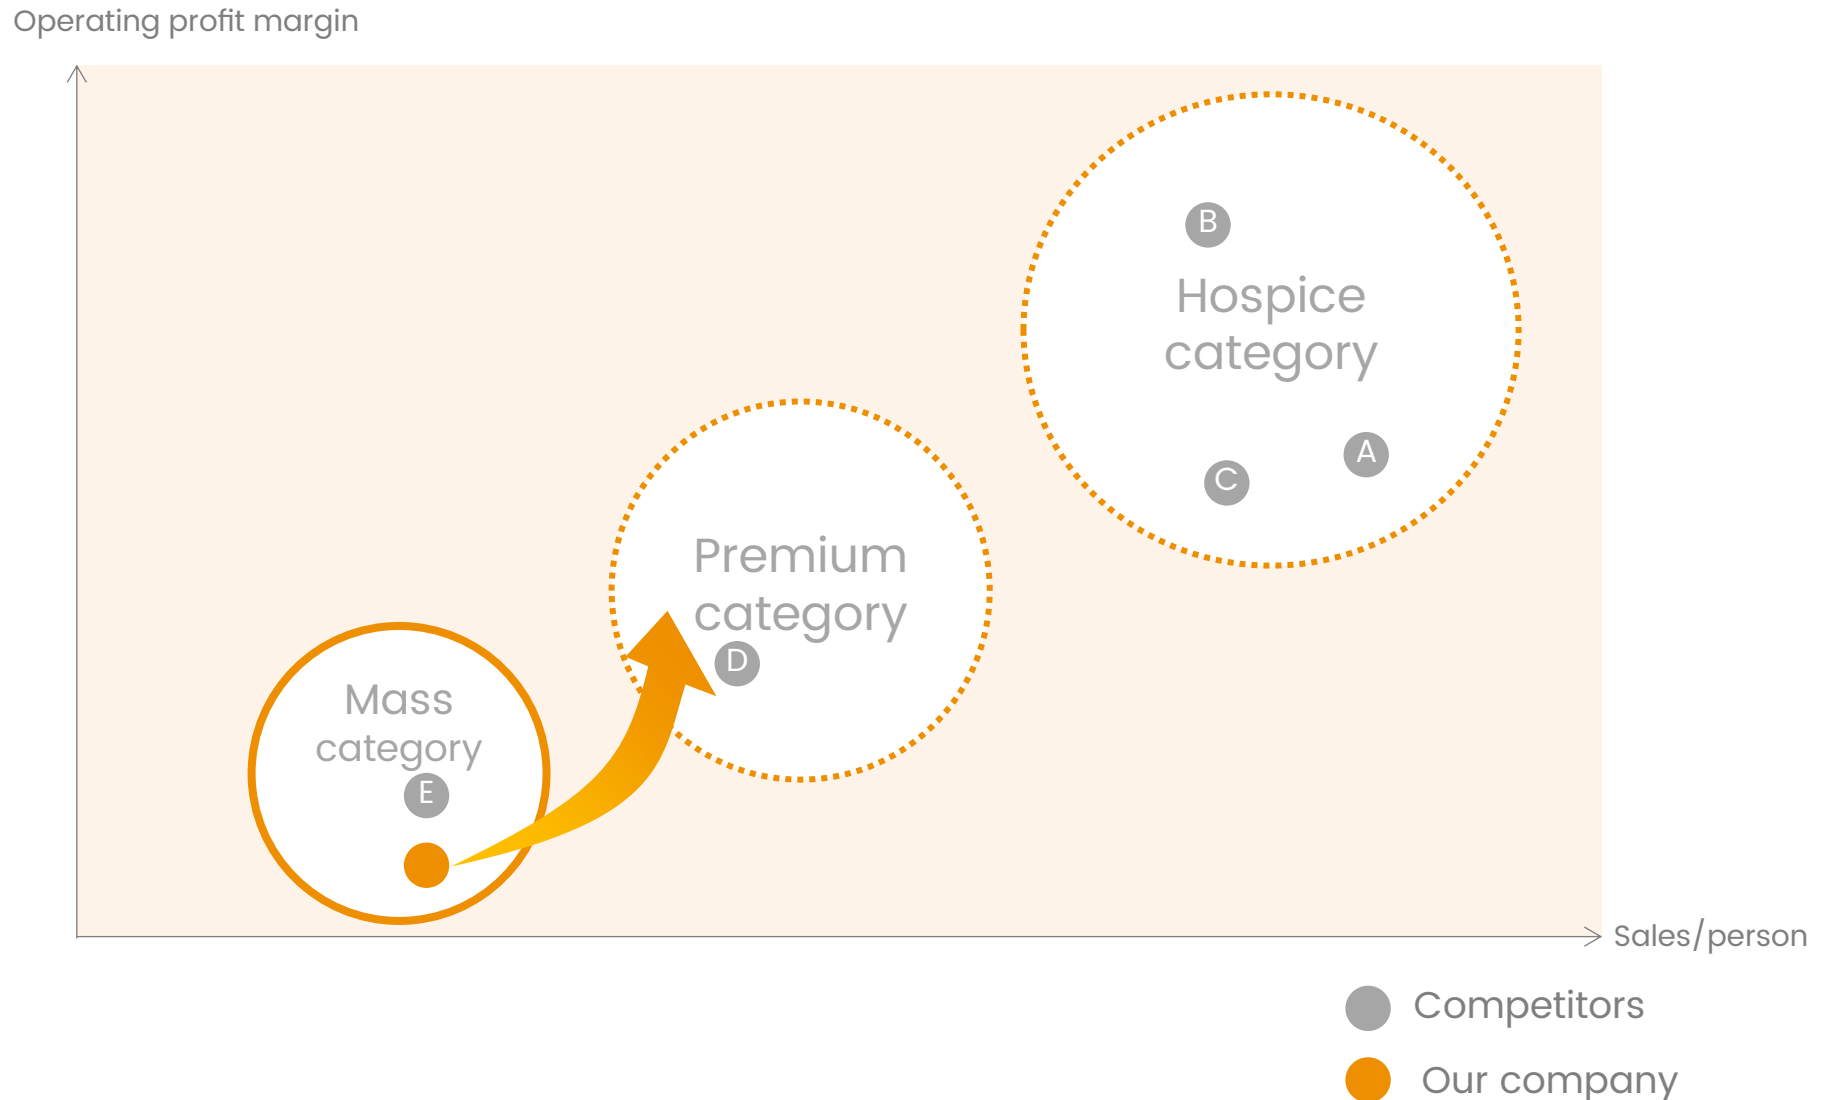 Operating profit margin
B
Hospice
category
A
C
Premium
category
D
Mass
category
E
Sales/person
Competitors
Our company